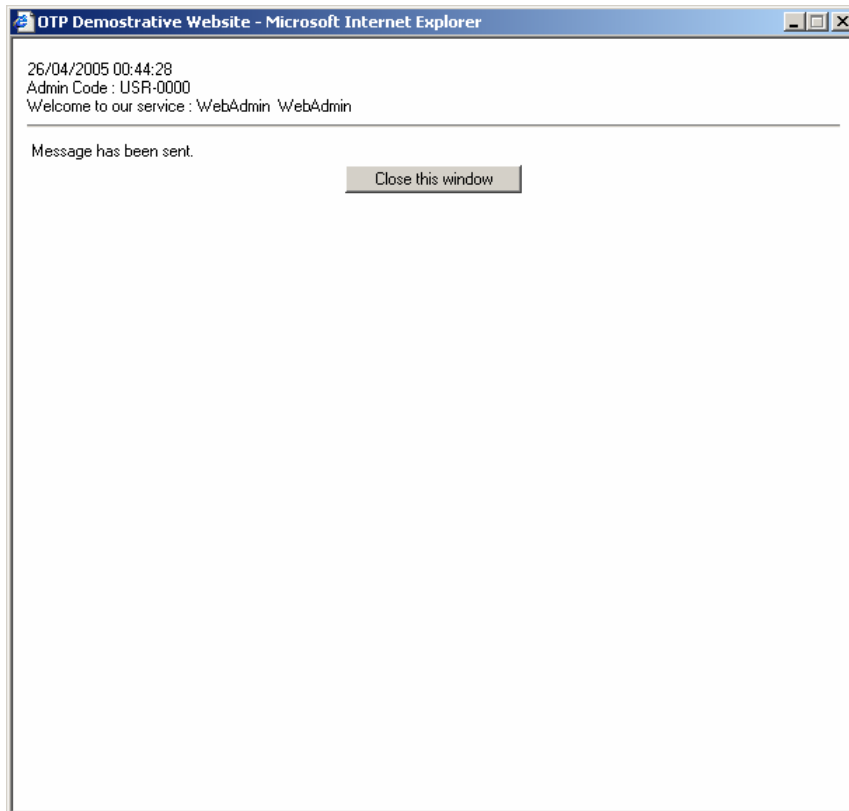 OTP Demostrative Website - Microsoft Internet Explorer
26/04/2005 00:44:28
Admin Code : USR-0000
Welcome to our service : WebAdmin  WebAdmin
Message has been sent.
Close this window